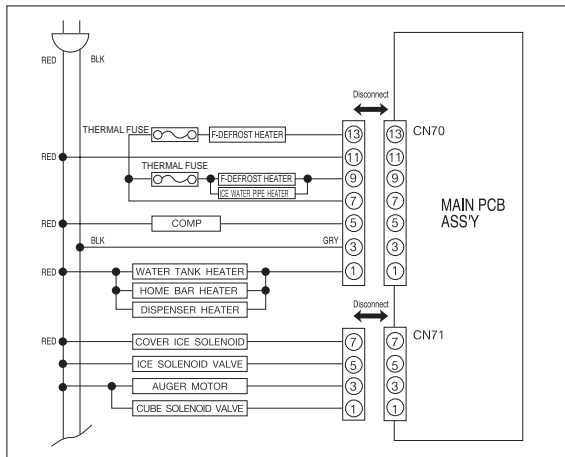 RED
BLK
Disconnect
THERMAL FUSE
F-DEFROST HEATER
13
13
CN70
RED
11
11
THERMAL FUSE
F-DEFROST HEATER
9
9
ICE WATER PIPE HEATER
7
7
MAIN PCB
ASS'Y
RED
COMP
5
5
BLK
GRY
3
3
RED
WATER TANK HEATER
1
1
HOME BAR HEATER
DISPENSER HEATER
Disconnect
CN71
RED
COVER ICE SOLENOID
7
7
ICE SOLENOID VALVE
5
5
AUGER MOTOR
3
3
CUBE SOLENOID VALVE
1
1